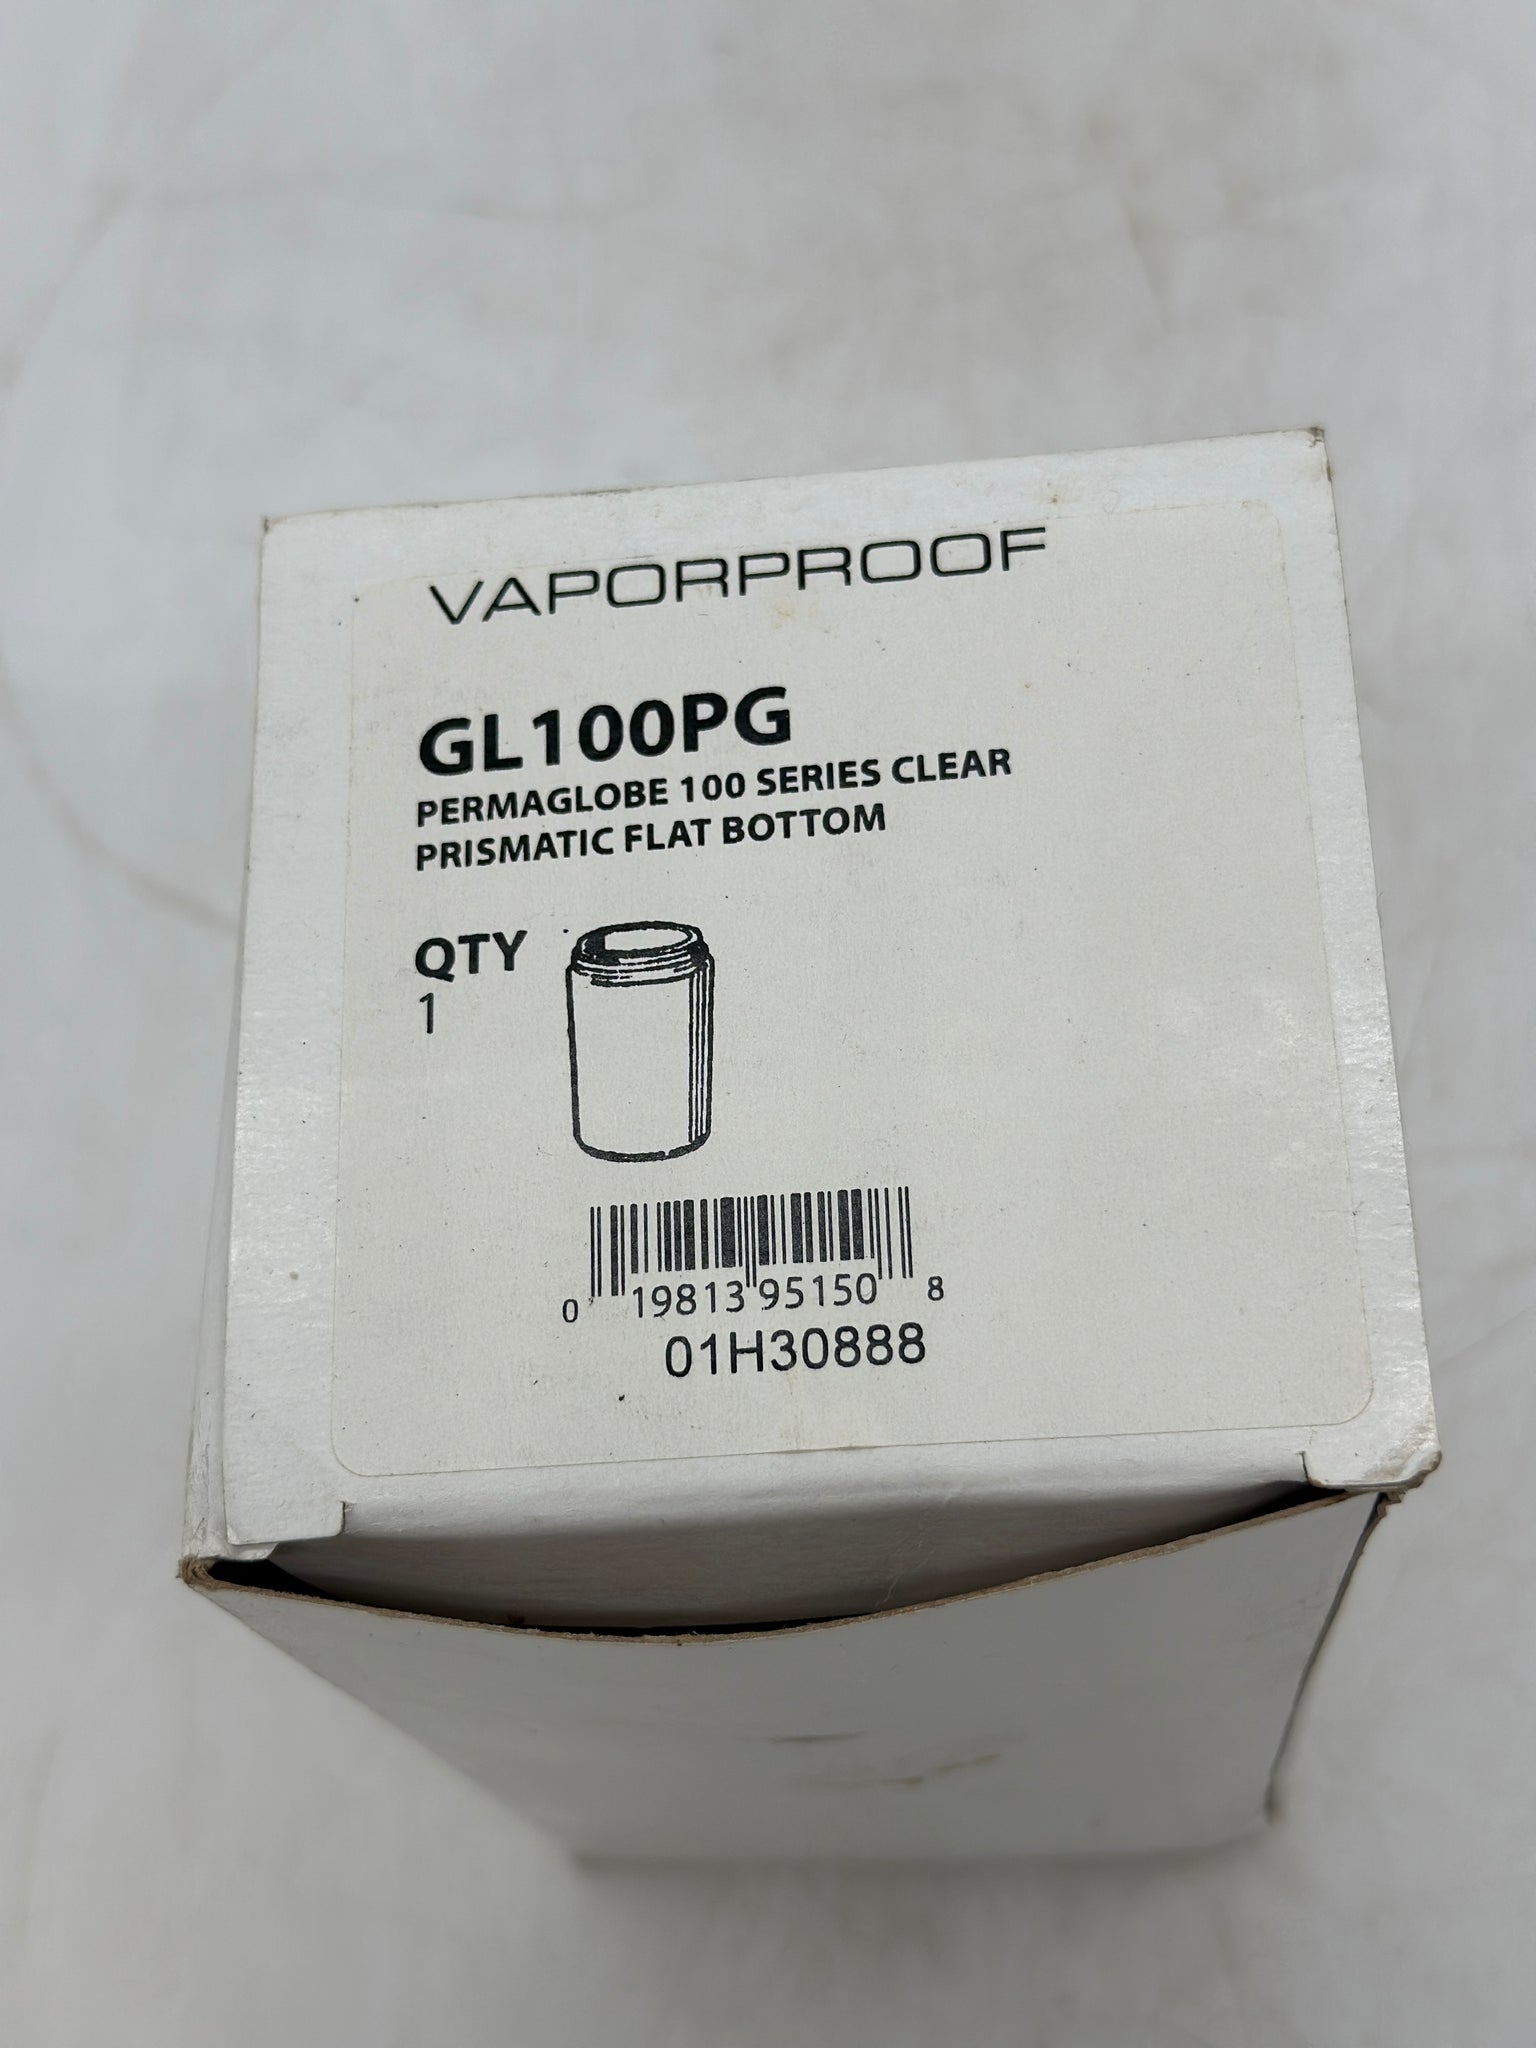 VAPORPROOF
GL100PG
PERMAGLOBE 100 SERIES CLEAR
PRISMATIC FLAT BOTTOM
QTY
1
0 19813 95150 8
01H30888